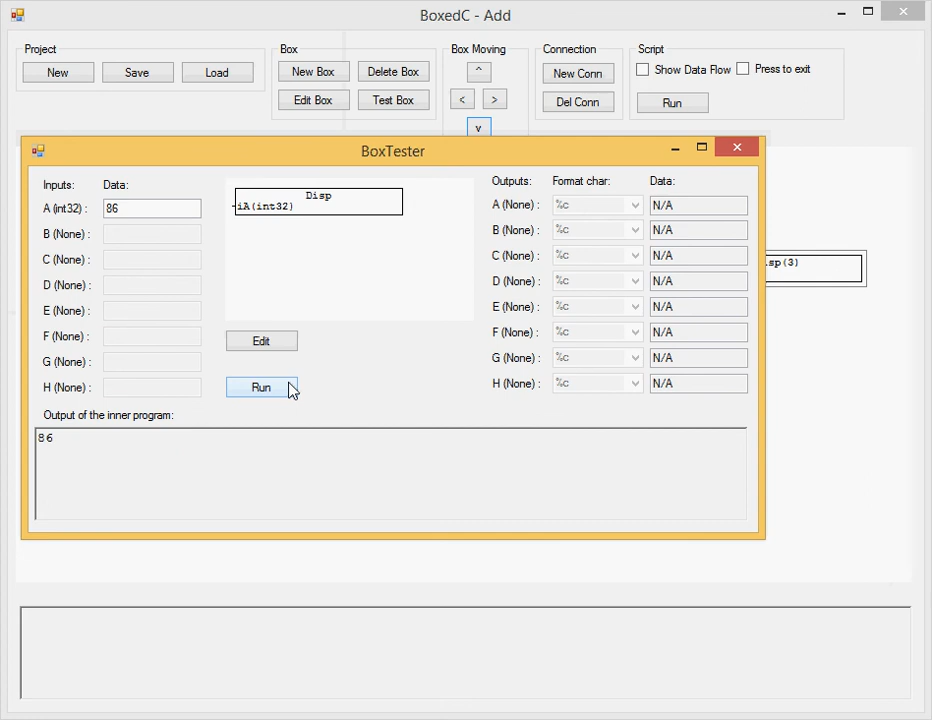 BoxedC - Add
Project
New
Save
Load
Box
New Box
Delete Box
Edit Box
Test Box
Box Moving
^
<
>
v
Connection
New Conn
Del Conn
Script
Show Data Flow
Press to exit
Run
BoxTester
Inputs:
Data:
A (int32) :
86
B (None) :
C (None) :
D (None) :
E (None) :
F (None) :
G (None) :
H (None) :
Disp
-iA(int32)
Edit
Run
Outputs:
Format char:
Data:
A (None) :
%c
N/A
B (None) :
%c
N/A
C (None) :
%c
N/A
D (None) :
%c
N/A
E (None) :
%c
N/A
F (None) :
%c
N/A
G (None) :
%c
N/A
H (None) :
%c
N/A
Output of the inner program:
86
isp(3)